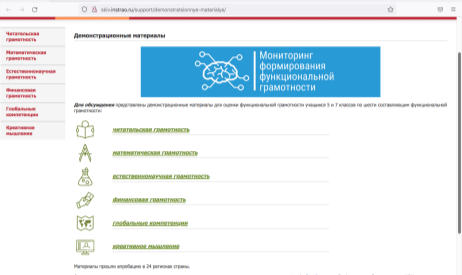 skiv.instrao.ru/support/demonstratsionnye-materialya/
Читательская
грамотность
Математическая
грамотность
Естественнонаучная
грамотность
Финансовая
грамотность
Глобальные
компетенции
Креативное
мышление
Демонстрационные материалы
Мониторинг
формирования
функциональной
грамотности
Для обсуждения представлены демонстрационные материалы для оценки функциональной грамотности учащихся 5 и 7 классов по шести составляющим функциональной
грамотности:
читательская грамотность
математическая грамотность
естественнонаучная грамотность
финансовая грамотность
глобальные компетенции
креативное мышление
Материалы прошли апробацию в 24 регионах страны.